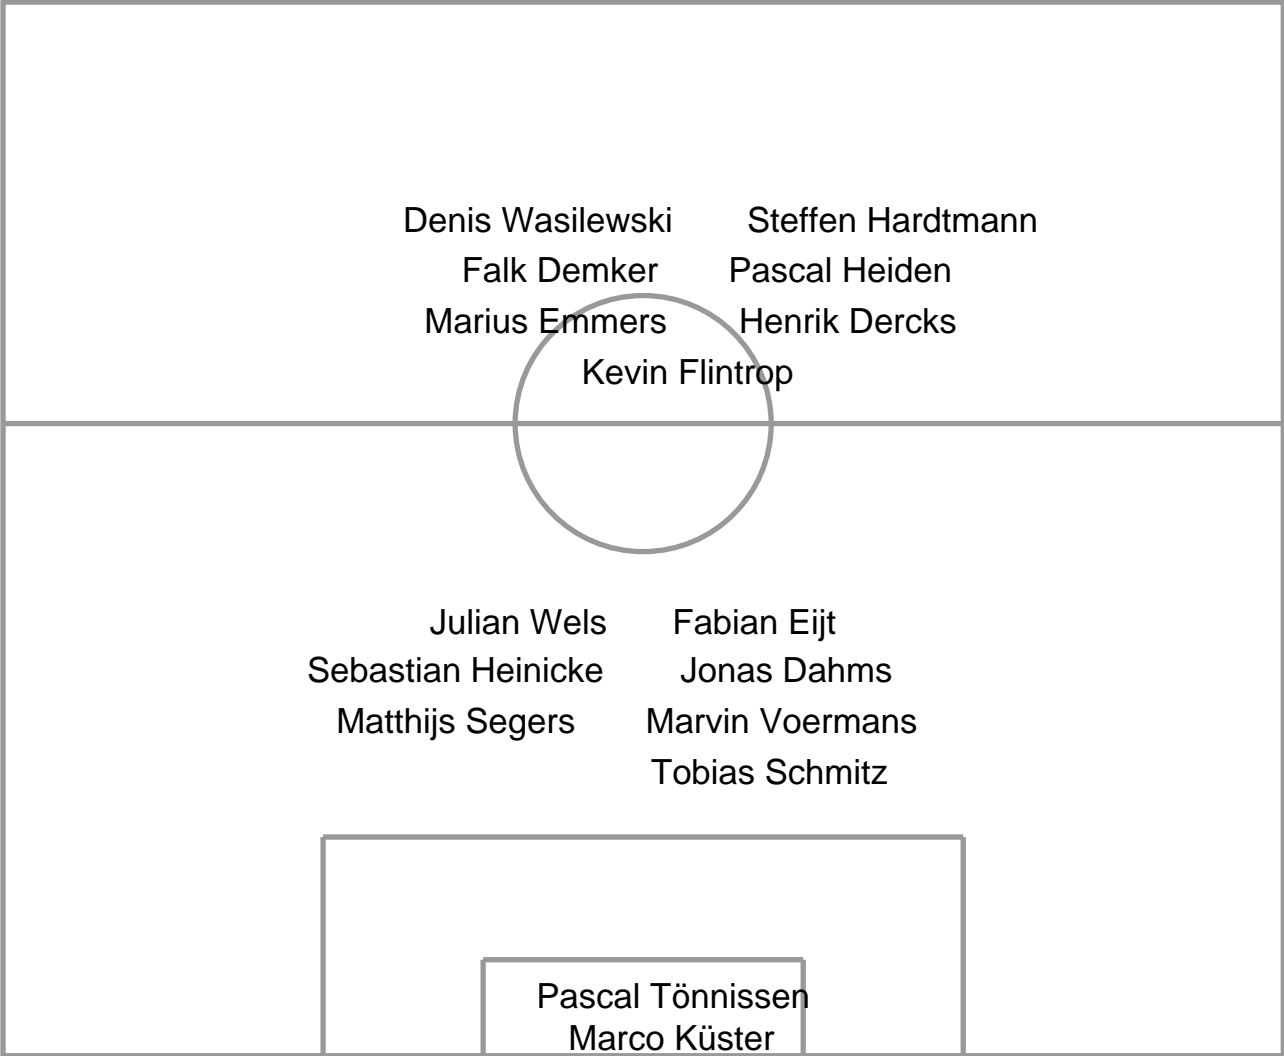 Denis Wasilewski Steffen Hardtmann
Falk Demker Pascal Heiden
Marius Emmers Henrik Dercks
Kevin Flintrop
Julian Wels Fabian Eijt
Sebastian Heinicke Jonas Dahms
Matthijs Segers Marvin Voermans
Tobias Schmitz
Pascal Tönnissen
Marco Küster